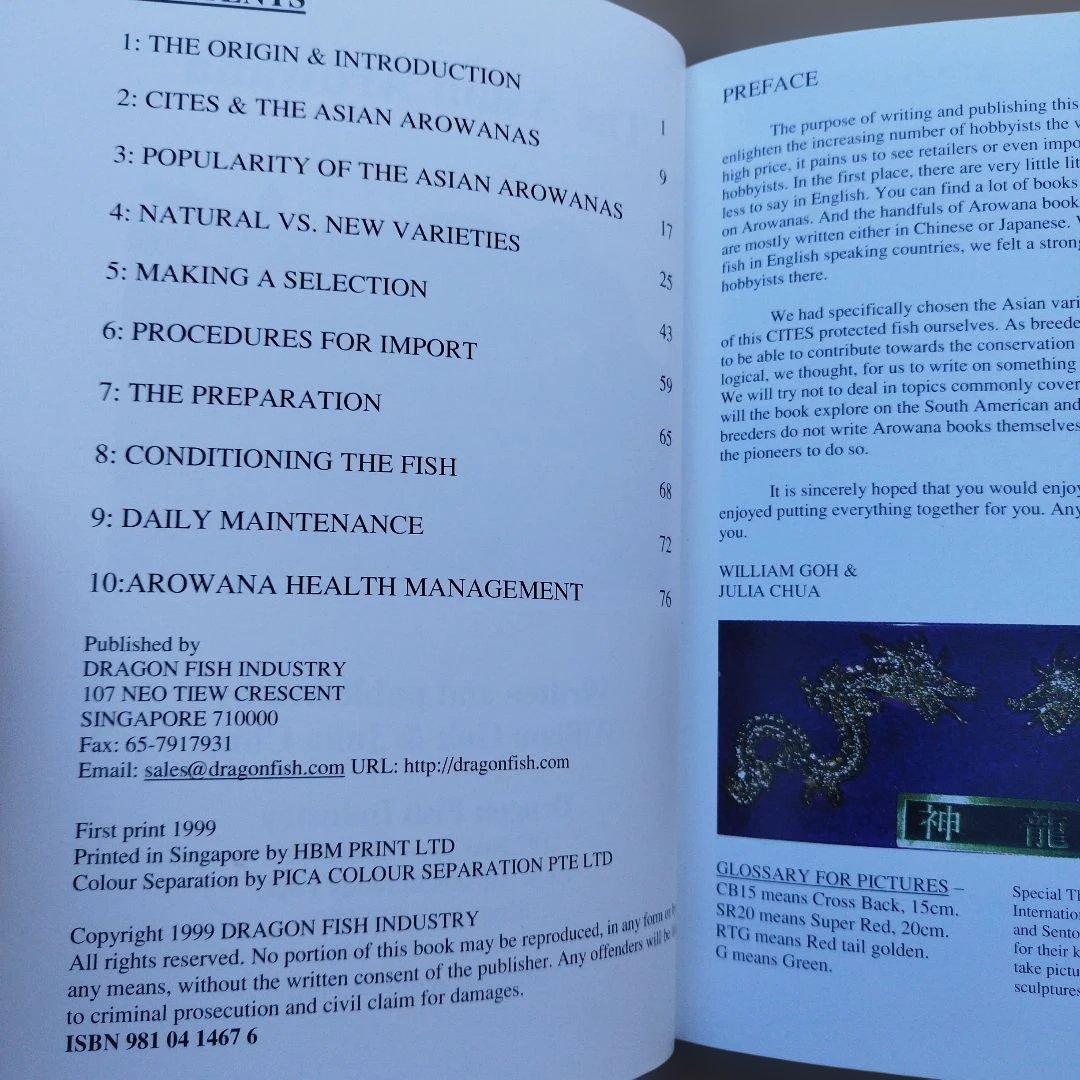 1: THE ORIGIN & INTRODUCTION 1
2: CITES & THE ASIAN AROWANAS 9
3: POPULARITY OF THE ASIAN AROWANAS 17
4: NATURAL VS. NEW VARIETIES 25
5: MAKING A SELECTION 43
6: PROCEDURES FOR IMPORT 59
7: THE PREPARATION 65
8: CONDITIONING THE FISH 68
9: DAILY MAINTENANCE 72
10:AROWANA HEALTH MANAGEMENT 76
Published by
DRAGON FISH INDUSTRY
107 NEO TIEW CRESCENT
SINGAPORE 710000
Fax: 65-7917931
Email: sales@dragonfish.com URL: http://dragonfish.com
First print 1999
Printed in Singapore by HBM PRINT LTD
Colour Separation by PICA COLOUR SEPARATION PTE LTD
Copyright 1999 DRAGON FISH INDUSTRY
All rights reserved. No portion of this book may be reproduced, in any form or
any means, without the written consent of the publisher. Any offenders will be
to criminal prosecution and civil claim for damages.
ISBN 981 04 1467 6
PREFACE
The purpose of writing and publishing this
enlighten the increasing number of hobbyists the
high price, it pains us to see retailers or even
hobbyists. In the first place, there are very little
less to say in English. You can find a lot of books
on Arowanas. And the handfuls of Arowana book
are mostly written either in Chinese or Japanese.
fish in English speaking countries, we felt a
hobbyists there.
We had specifically chosen the Asian
of this CITES protected fish ourselves. As
to be able to contribute towards the conservation
logical, we thought, for us to write on something
We will try not to deal in topics commonly
will the book explore on the South American and
breeders do not write Arowana books themselves
the pioneers to do so.
It is sincerely hoped that you would enjoy
enjoyed putting everything together for you. Any
you.
WILLIAM GOH &
JULIA CHUA
神 龍
GLOSSARY FOR PICTURES –
CB15 means Cross Back, 15cm.
SR20 means Super Red, 20cm.
RTG means Red tail golden.
G means Green.
Special
Internatio
and Sento
for their
take
sculptures